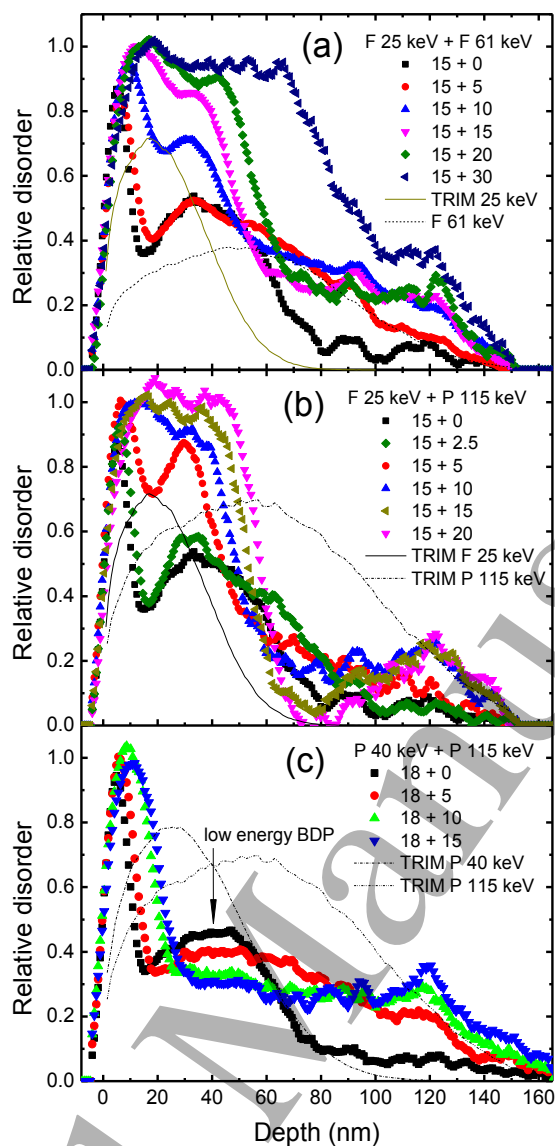 (a)
F 25 keV + F 61 keV
15 + 0
15 + 5
15 + 10
15 + 15
15 + 20
15 + 30
TRIM 25 keV
F 61 keV
Relative disorder
1.0
0.8
0.6
0.4
0.2
0.0
(b)
F 25 keV + P 115 keV
15 + 0
15 + 2.5
15 + 5
15 + 10
15 + 15
15 + 20
TRIM F 25 keV
TRIM P 115 keV
Relative disorder
1.0
0.8
0.6
0.4
0.2
0.0
(c)
P 40 keV + P 115 keV
18 + 0
18 + 5
18 + 10
18 + 15
TRIM P 40 keV
TRIM P 115 keV
low energy BDP
Relative disorder
1.0
0.8
0.6
0.4
0.2
0.0
0 20 40 60 80 100 120 140 160
Depth (nm)
Manus